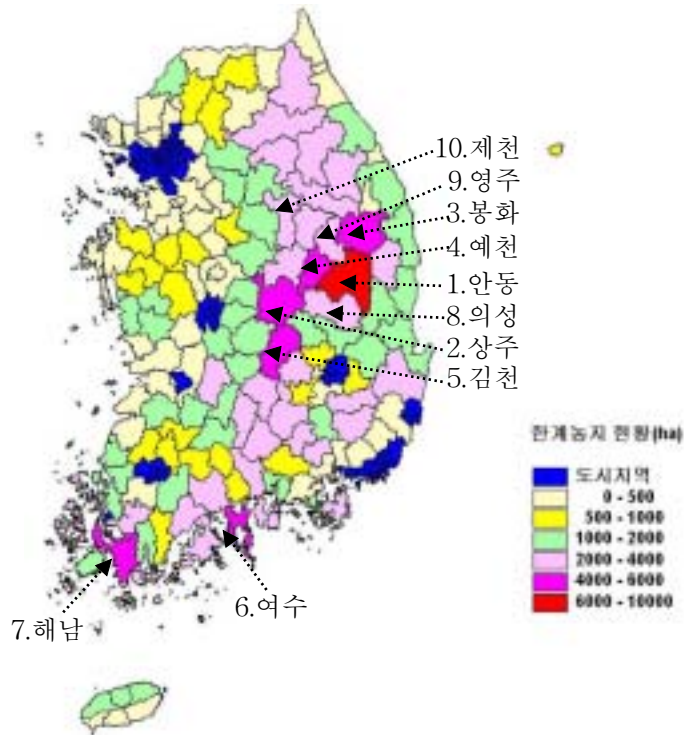 10.제천
9.영주
3.봉화
4.예천
1.안동
8.의성
2.상주
5.김천
6.여수
7.해남
한계농지 현황(ha)
도시지역
0 - 500
500 - 1000
1000 - 2000
2000 - 4000
4000 - 6000
6000 - 10000